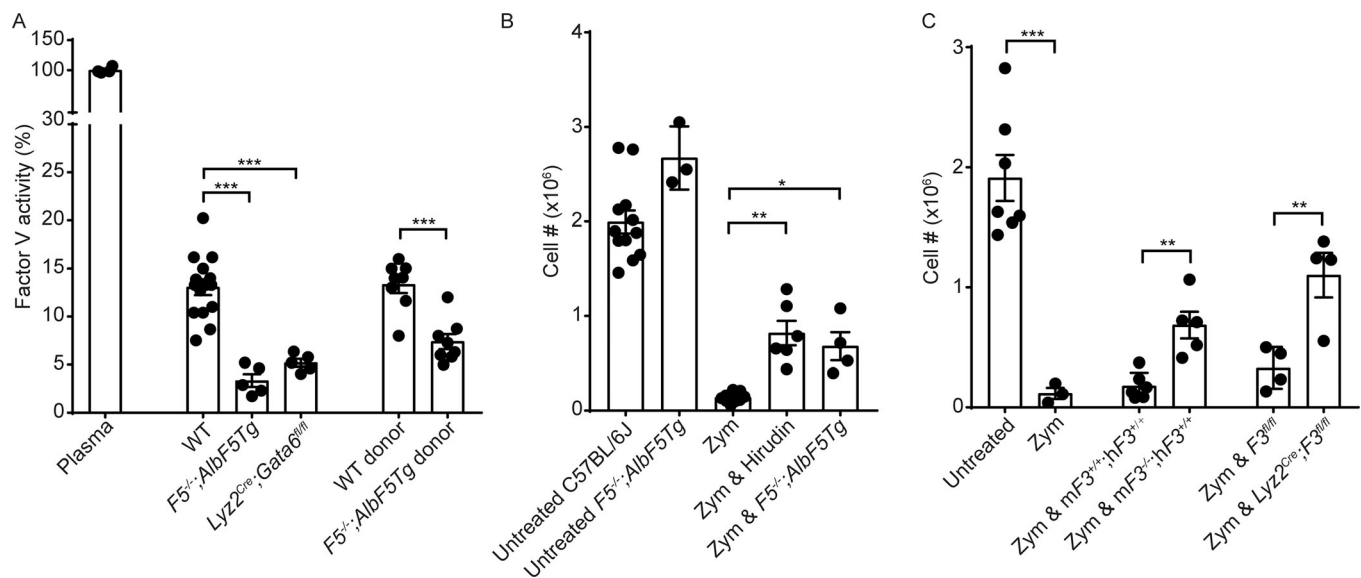 A
Factor V activity (%)
150
100
30
30
25
20
15
10
5
0
***
***
***
Plasma
WT
F5-/-;AlbF5Tg
Lyz2Cre;Gata6fl/fl
WT donor
F5-/-;AlbF5Tg donor
B
Cell # (x10⁶)
4
3
2
1
0
*
**
Untreated C57BL/6J
Untreated F5-/-;AlbF5Tg
Zym
Zym & Hirudin
Zym & F5-/-;AlbF5Tg
C
Cell # (x10⁶)
3
2
1
0
***
**
**
Untreated
Zym
Zym & mF3+/+;hF3+/+
Zym & mF3-/-;hF3+/+
Zym & F3fl/fl
Zym & Lyz2Cre;F3fl/fl